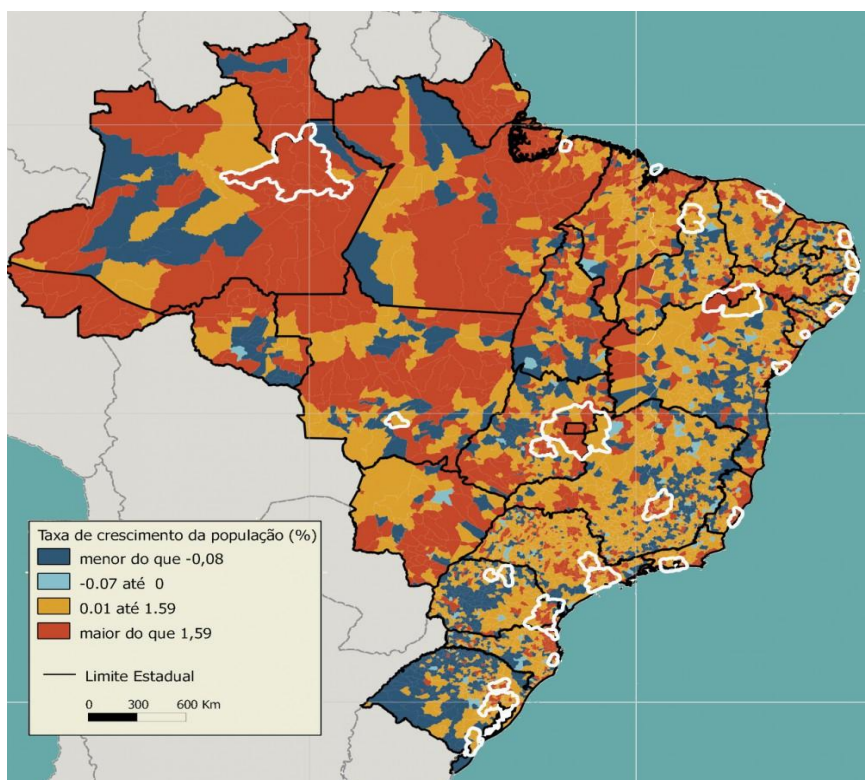 Taxa de crescimento da população (%)
menor do que -0,08
-0.07 até 0
0.01 até 1.59
maior do que 1,59
Limite Estadual
0 300 600 Km